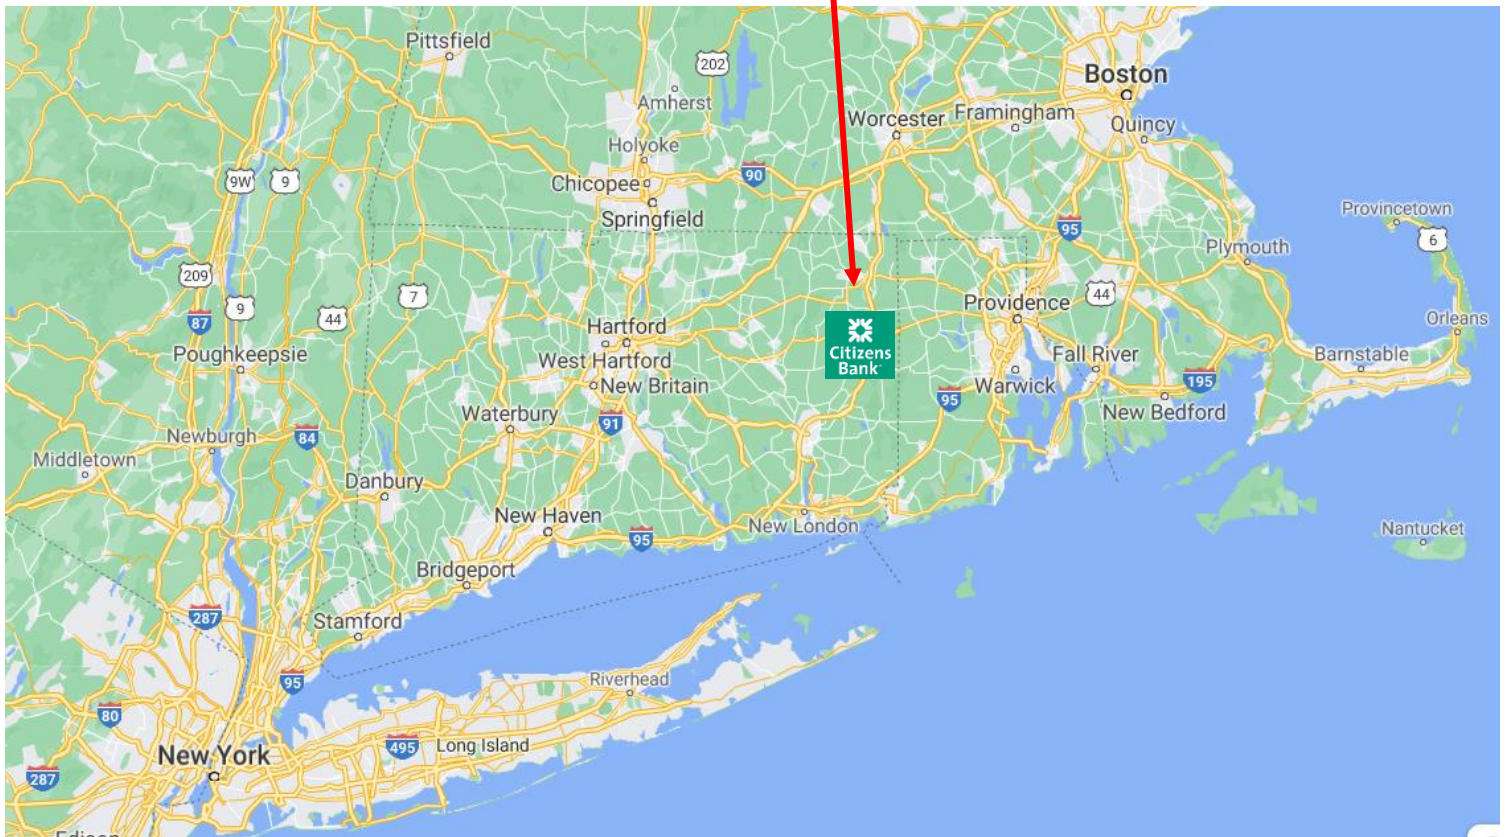 Pittsfield
202
Boston
Amherst
Worcester
Framingham
Quincy
Holyoke
90
9W
9
Chicopee
Springfield
Provincetown
95
6
Plymouth
209
7
44
Providence
9
44
87
Hartford
Orleans
Citizens
Bank
Poughkeepsie
West Hartford
Fall River
Barnstable
New Britain
Warwick
195
95
Waterbury
91
New Bedford
Newburgh
84
Middletown
Danbury
New Haven
New London
Nantucket
95
Bridgeport
287
Stamford
95
Riverhead
80
New York
495
Long Island
287
Edison